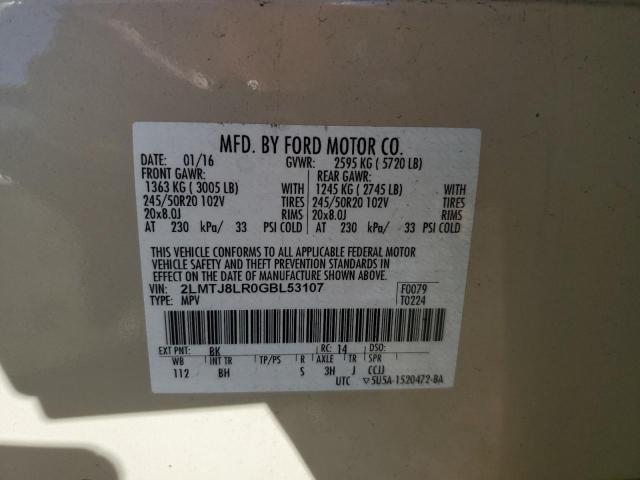 MFD. BY FORD MOTOR CO.
DATE: 01/16 GVWR: 2595 KG ( 5720 LB)
FRONT GAWR: REAR GAWR:
1363 KG ( 3005 LB) WITH 1245 KG ( 2745 LB) WITH
245/50R20 102V TIRES 245/50R20 102V TIRES
20x8.0J RIMS 20x8.0J RIMS
AT 230 kPa/ 33 PSI COLD AT 230 kPa/ 33 PSI COLD
THIS VEHICLE CONFORMS TO ALL APPLICABLE FEDERAL MOTOR
VEHICLE SAFETY AND THEFT PREVENTION STANDARDS IN
EFFECT ON THE DATE OF MANUFACTURE SHOWN ABOVE.
VIN: 2LMTJ8LR0GBL53107 F0079
TYPE: MPV T0224
EXT PNT: BK RC: 14 DSO:
WB INT TR TP/PS R AXLE TR SPR
112 BH S 3H J CCJJ
UTC ▽5U5A-1520472-BA